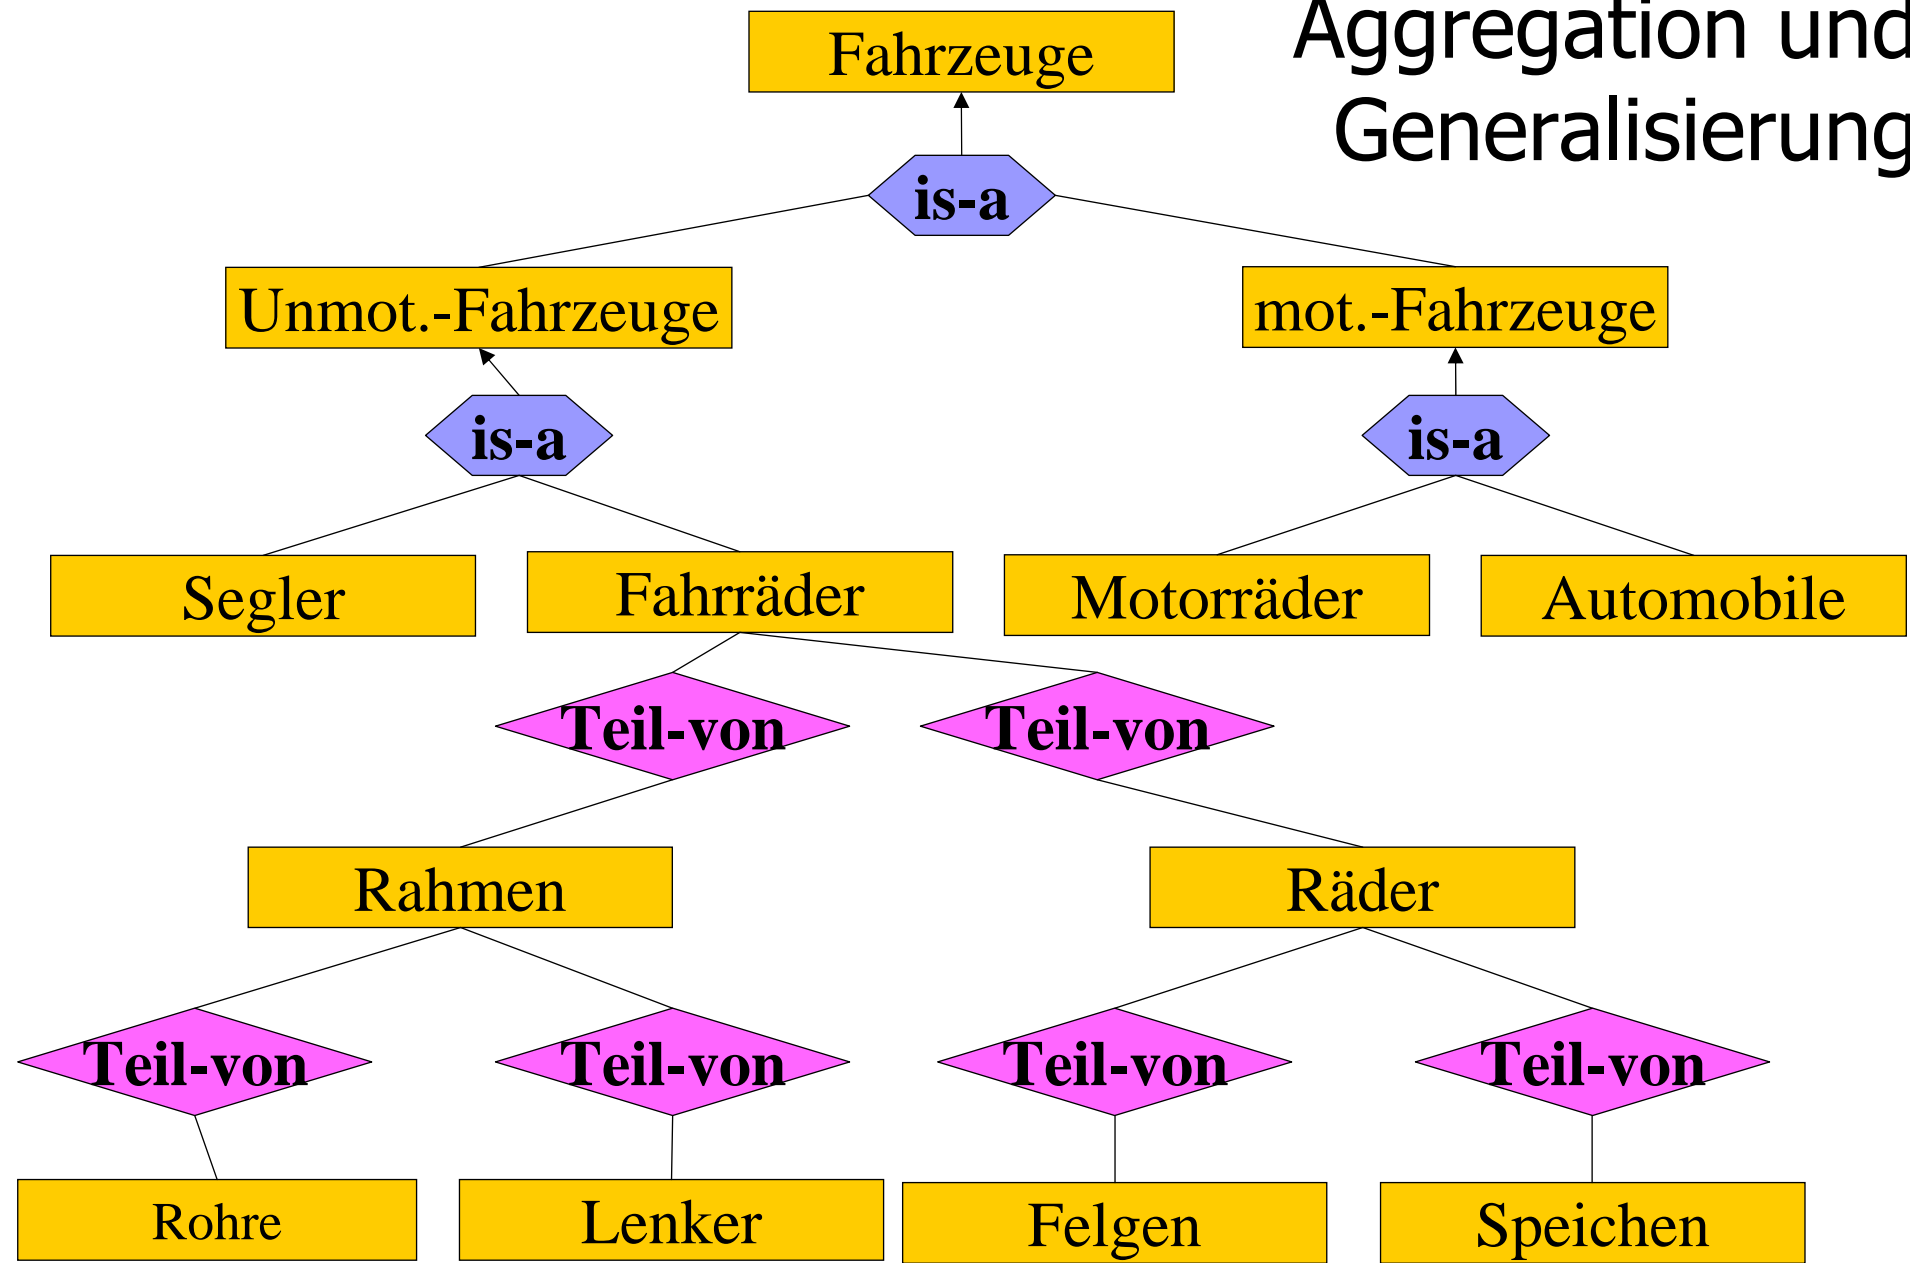 Aggregation und
Generalisierung
Fahrzeuge
is-a
Unmot.-Fahrzeuge
mot.-Fahrzeuge
is-a
is-a
Segler
Fahrräder
Motorräder
Automobile
Teil-von
Teil-von
Rahmen
Räder
Teil-von
Teil-von
Teil-von
Teil-von
Rohre
Lenker
Felgen
Speichen